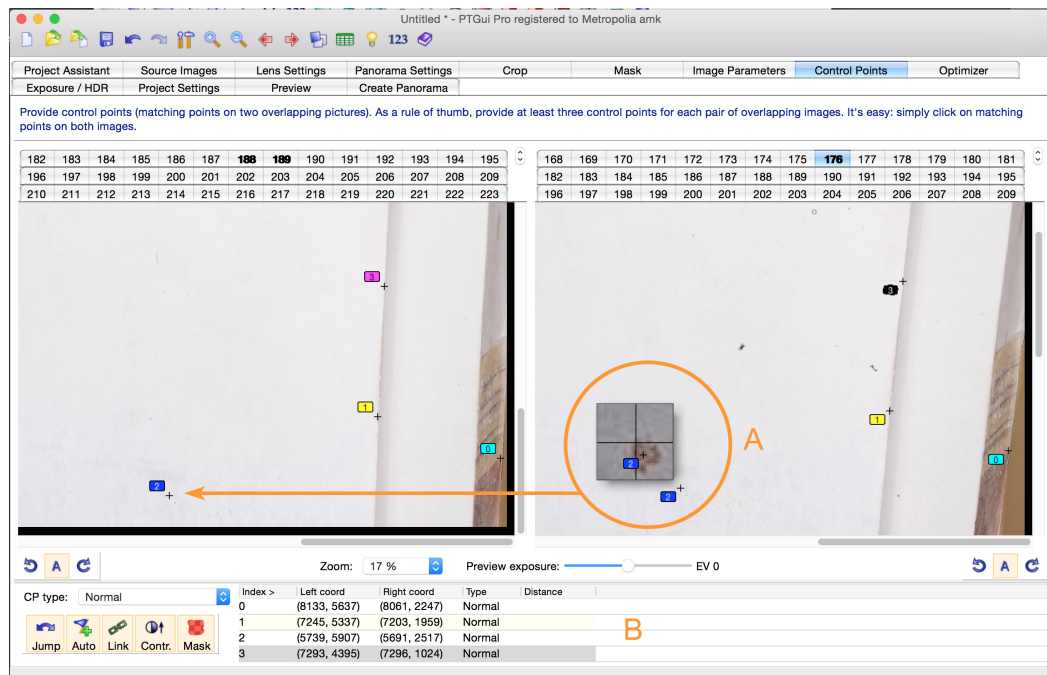 Untitled * - PTGui Pro registered to Metropolia amk
123
Project Assistant Source Images Lens Settings Panorama Settings Crop Mask Image Parameters Control Points Optimizer
Exposure / HDR Project Settings Preview Create Panorama
Provide control points (matching points on two overlapping pictures). As a rule of thumb, provide at least three control points for each pair of overlapping images. It's easy: simply click on matching
points on both images.
182 183 184 185 186 187 188 189 190 191 192 193 194 195
196 197 198 199 200 201 202 203 204 205 206 207 208 209
210 211 212 213 214 215 216 217 218 219 220 221 222 223
168 169 170 171 172 173 174 175 176 177 178 179 180 181
182 183 184 185 186 187 188 189 190 191 192 193 194 195
196 197 198 199 200 201 202 203 204 205 206 207 208 209
3
1
0
2
3
1
0
2
2
A
A
Zoom: 17 % Preview exposure: EV 0
A
CP type: Normal
Jump Auto Link Contr. Mask
Index > Left coord Right coord Type Distance
0 (8133, 5637) (8061, 2247) Normal
1 (7245, 5337) (7203, 1959) Normal
2 (5739, 5907) (5691, 2517) Normal
3 (7293, 4395) (7296, 1024) Normal
B